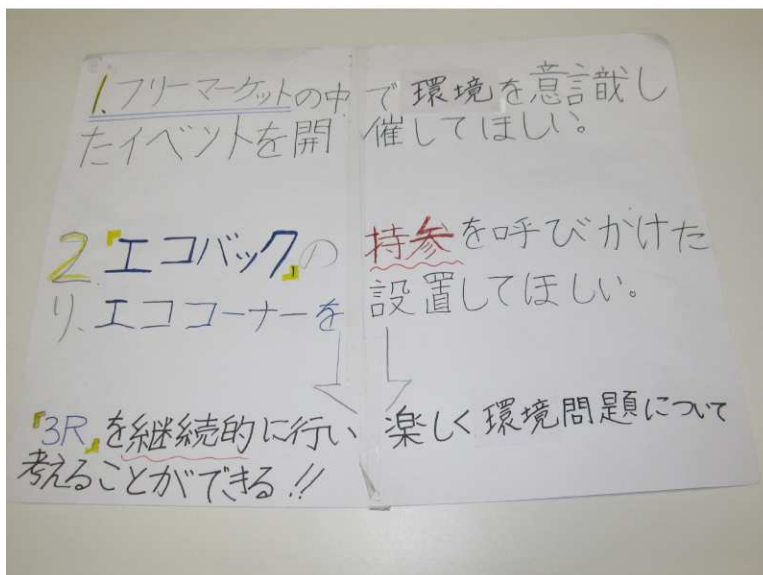 1.フリーマーケットの中で環境を意識し
たイベントを開催してほしい。
2.『エコバック』の持参を呼びかけた
り、エココーナーを設置してほしい。
『3R』を継続的に行い楽しく環境問題について
考えることができる!!